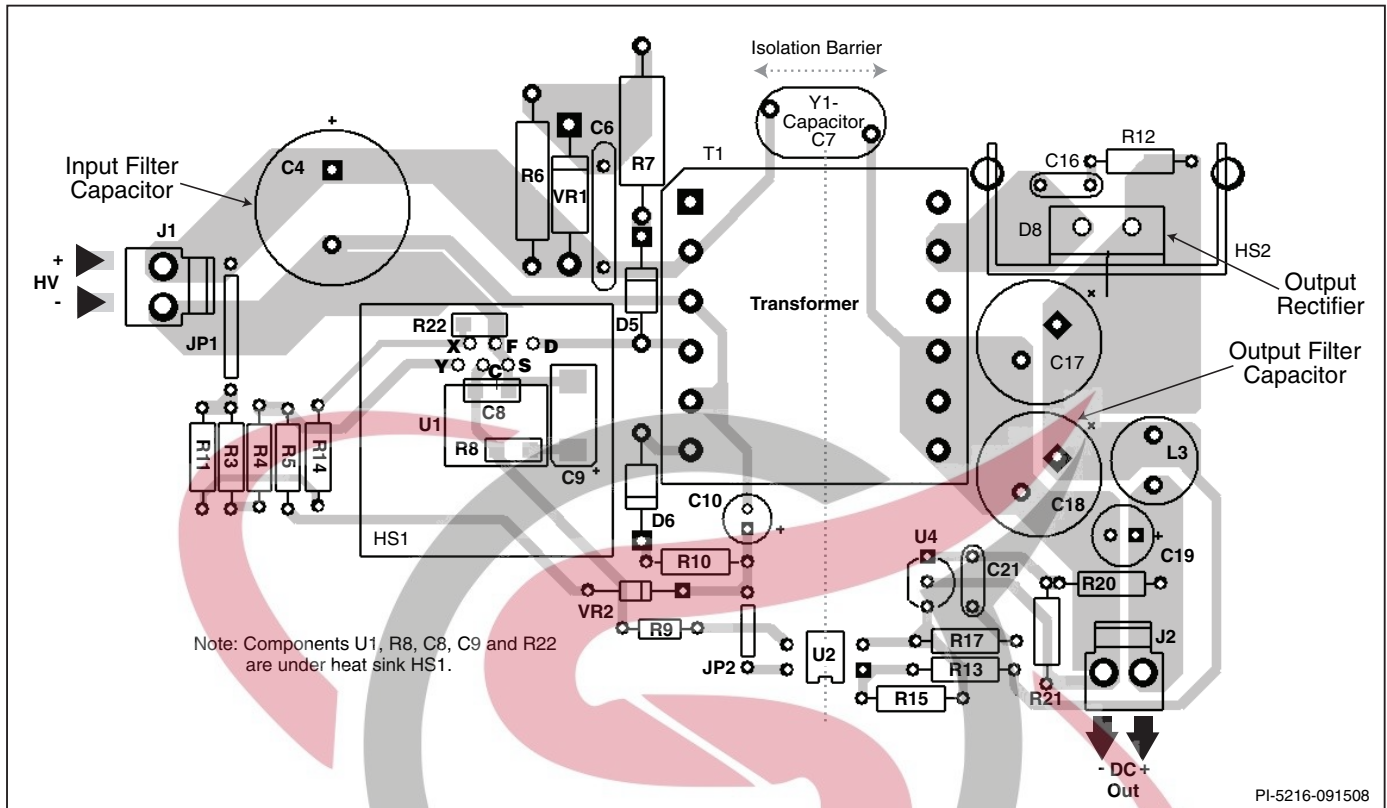 Isolation Barrier
Y1-
Capacitor
C7
+
C4
Input Filter
Capacitor
C6
R6
VR1
R7
T1
R12
C16
D8
HS2
Output
Rectifier
J1
+
HV
-
JP1
Transformer
R22
X F D
Y C S
D5
+
C17
Output Filter
Capacitor
U1
C8
R8
C9
+
R11
R3
R4
R5
R14
HS1
D6
C10
+
+
C18
L3
C19
+
U4
C21
R10
R20
VR2
R9
JP2
U2
R17
R13
R15
R21
J2
Note: Components U1, R8, C8, C9 and R22
are under heat sink HS1.
- DC +
Out
PI-5216-091508